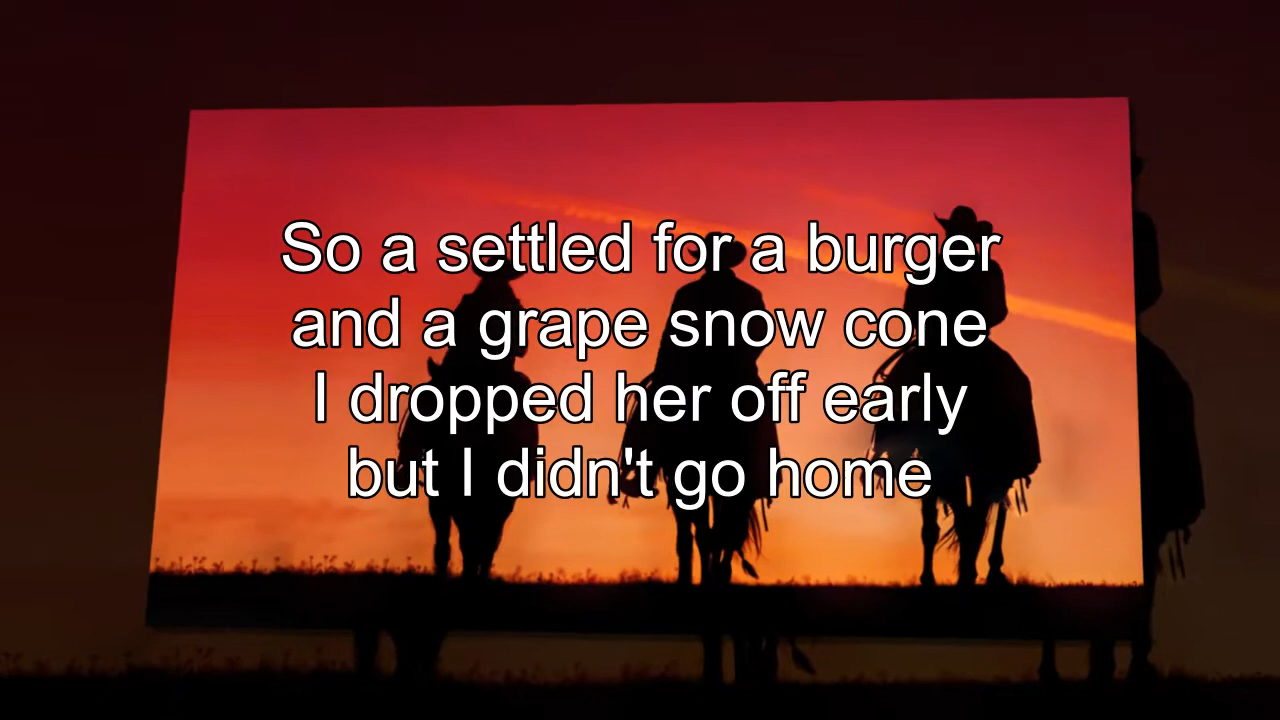 So a settled for a burger
and a grape snow cone
I dropped her off early
but I didn't go home